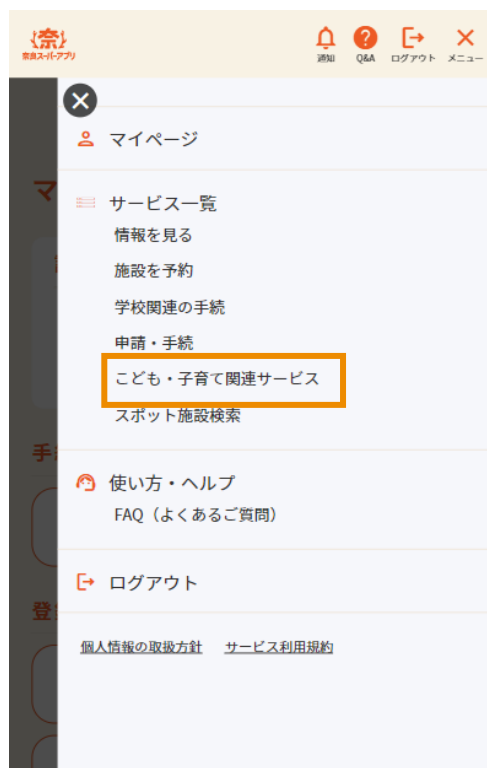 奈
奈良スーパーアプリ
通知
Q&A
ログアウト
メニュー
マイページ
マ
サービス一覧
情報を見る
施設を予約
学校関連の手続
申請・手続
こども・子育て関連サービス
スポット施設検索
手
使い方・ヘルプ
FAQ（よくあるご質問）
ログアウト
登
個人情報の取扱方針 サービス利用規約